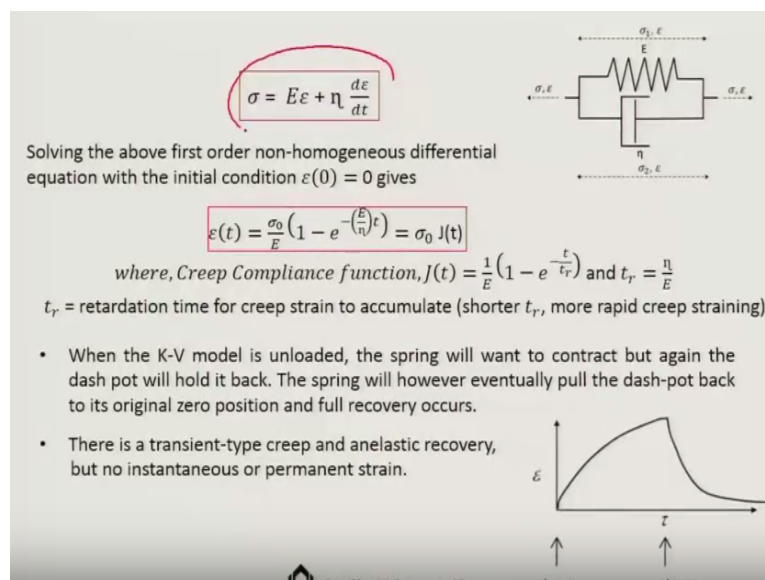 σ₁, ε
E
σ, ε
σ, ε
η
σ₂, ε
σ = Eε + η dε/dt
Solving the above first order non-homogeneous differential
equation with the initial condition ε(0) = 0 gives
ε(t) = σ₀/E (1 − e^−(E/η)t) = σ₀ J(t)
where, Creep Compliance function, J(t) = 1/E (1 − e^−t/tᵣ) and tᵣ = η/E
tᵣ = retardation time for creep strain to accumulate (shorter tᵣ, more rapid creep straining)
• When the K-V model is unloaded, the spring will want to contract but again the
dash pot will hold it back. The spring will however eventually pull the dash-pot back
to its original zero position and full recovery occurs.
• There is a transient-type creep and anelastic recovery,
but no instantaneous or permanent strain.
ε
τ